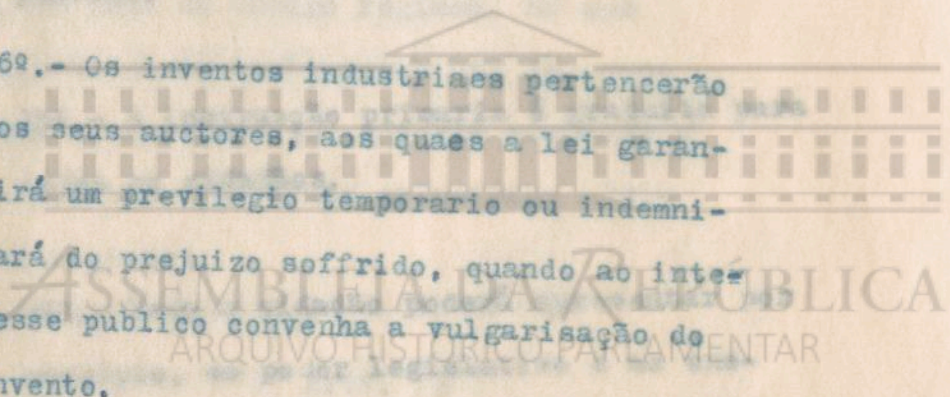 6º.- Os inventos industriaes pertencerão
os seus auctores, aos quaes a lei garan-
irá um previlegio temporario ou indemni-
ará do prejuizo soffrido, quando ao inte-
esse publico convenha a vulgarisação do
nvento.
ASSEMBLEIA DA REPÚBLICA
ARQUIVO HISTÓRICO PARLAMENTAR